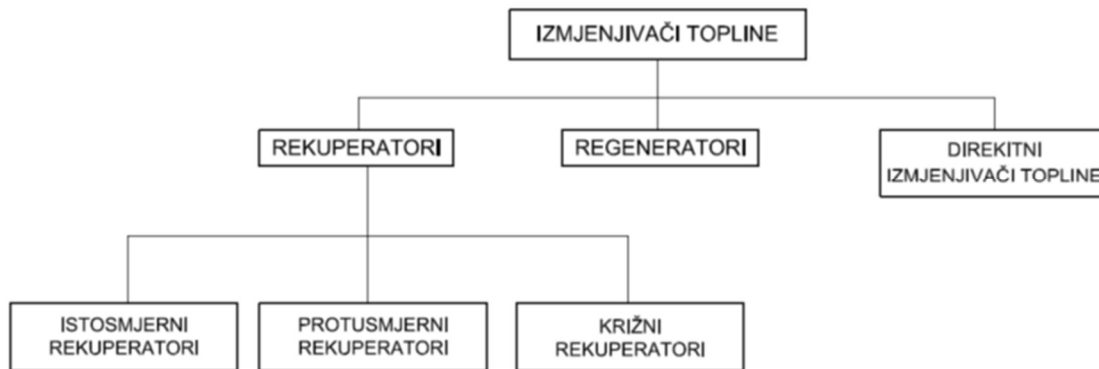 IZMJENJIVAČI TOPLINE
REKUPERATORI
REGENERATORI
DIREKITNI
IZMJENJIVAČI TOPLINE
ISTOSMJERNI
REKUPERATORI
PROTUSMJERNI
REKUPERATORI
KRIŽNI
REKUPERATORI